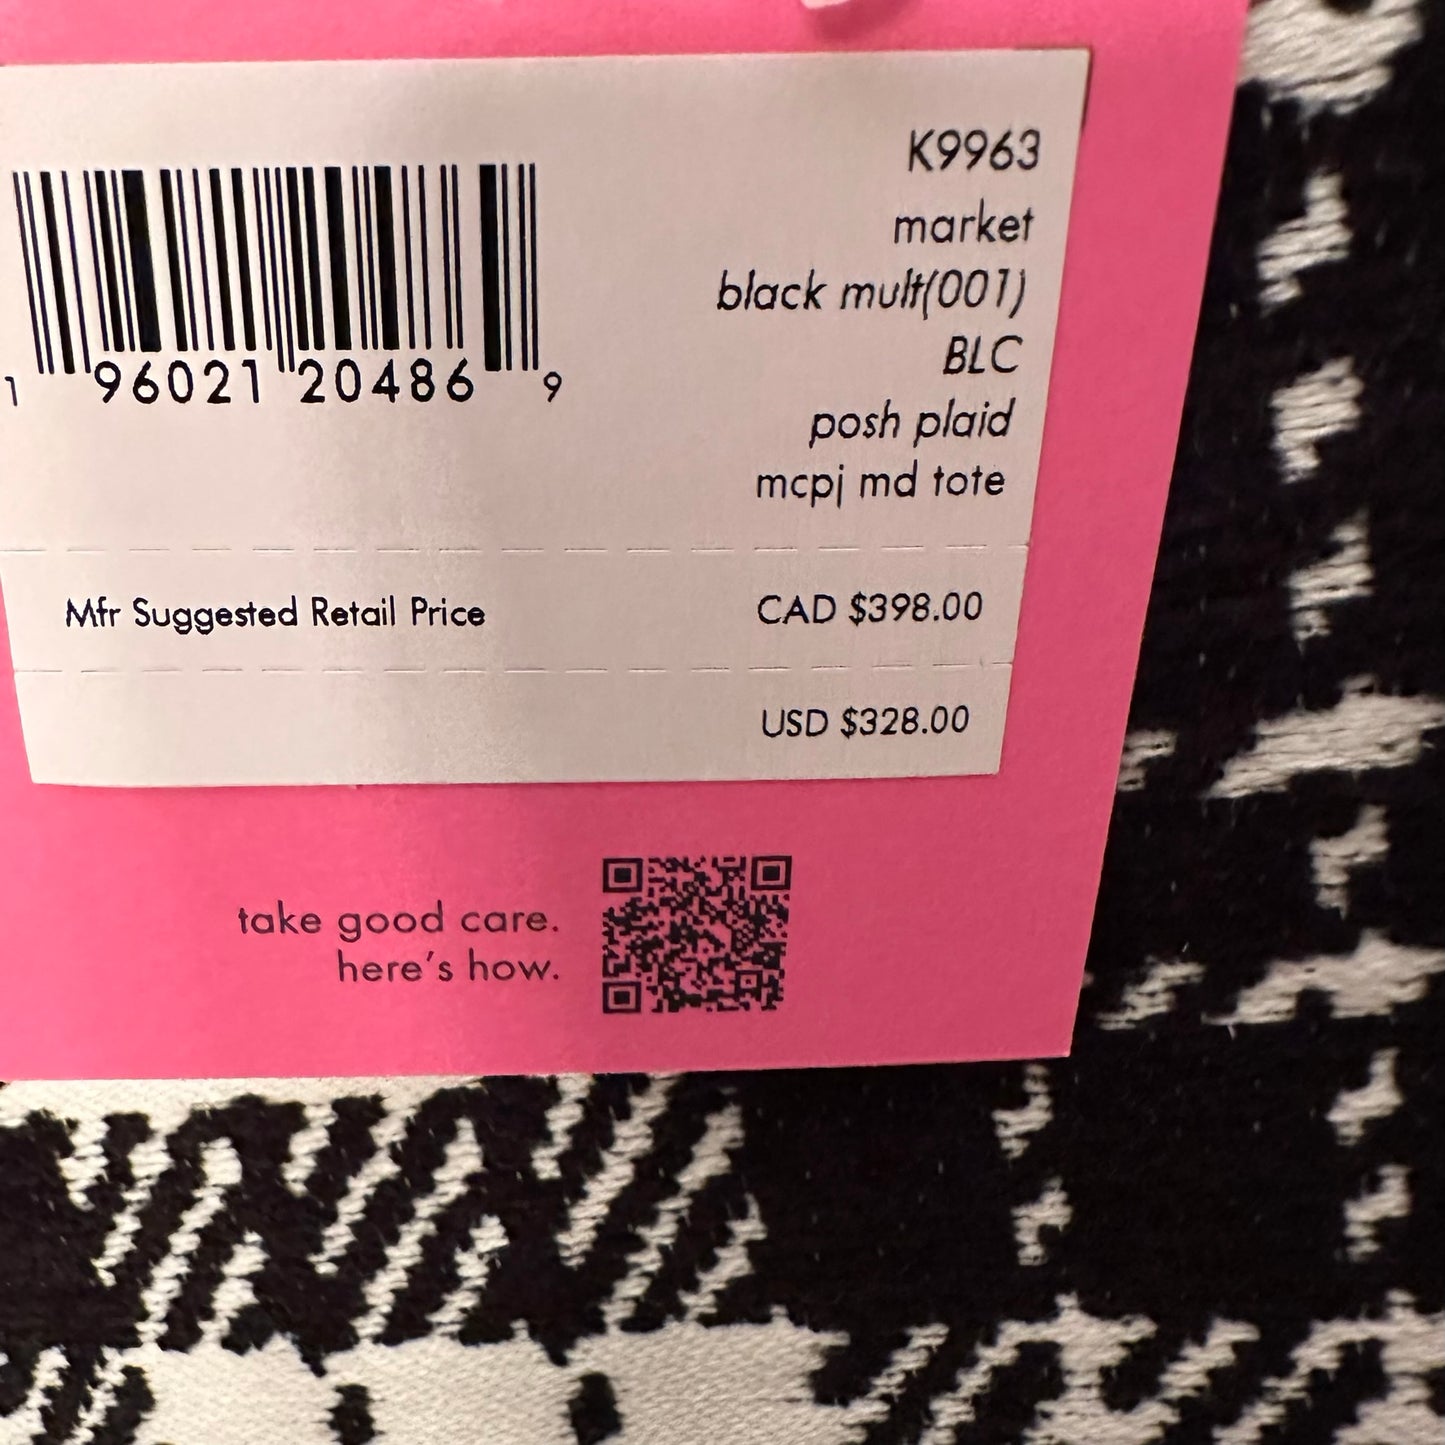 K9963
market
black mult(001)
BLC
posh plaid
mcpj md tote
1 96021 20486 9
Mfr Suggested Retail Price CAD $398.00
USD $328.00
take good care.
here's how.